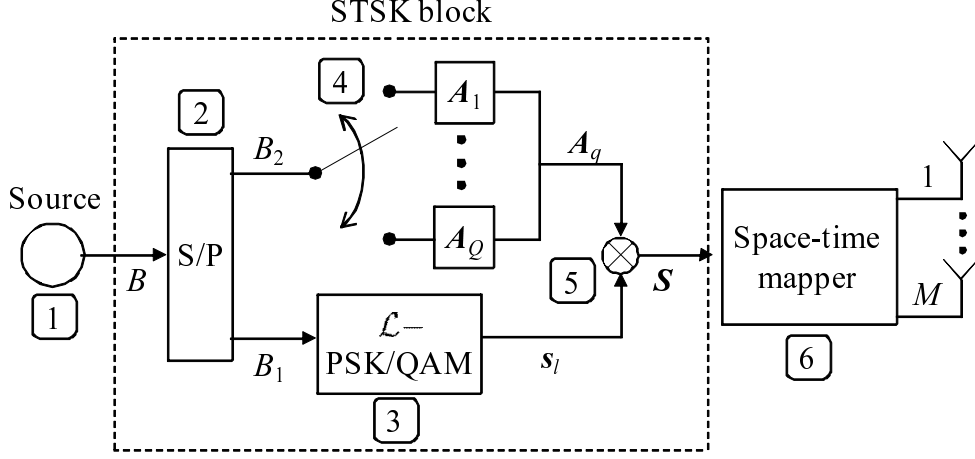 STSK block
4
A1
2
B2
Aq
1
Source
S/P
AQ
Space-time
mapper
B
5
S
M
1
ℒ–
PSK/QAM
B1
sl
6
3